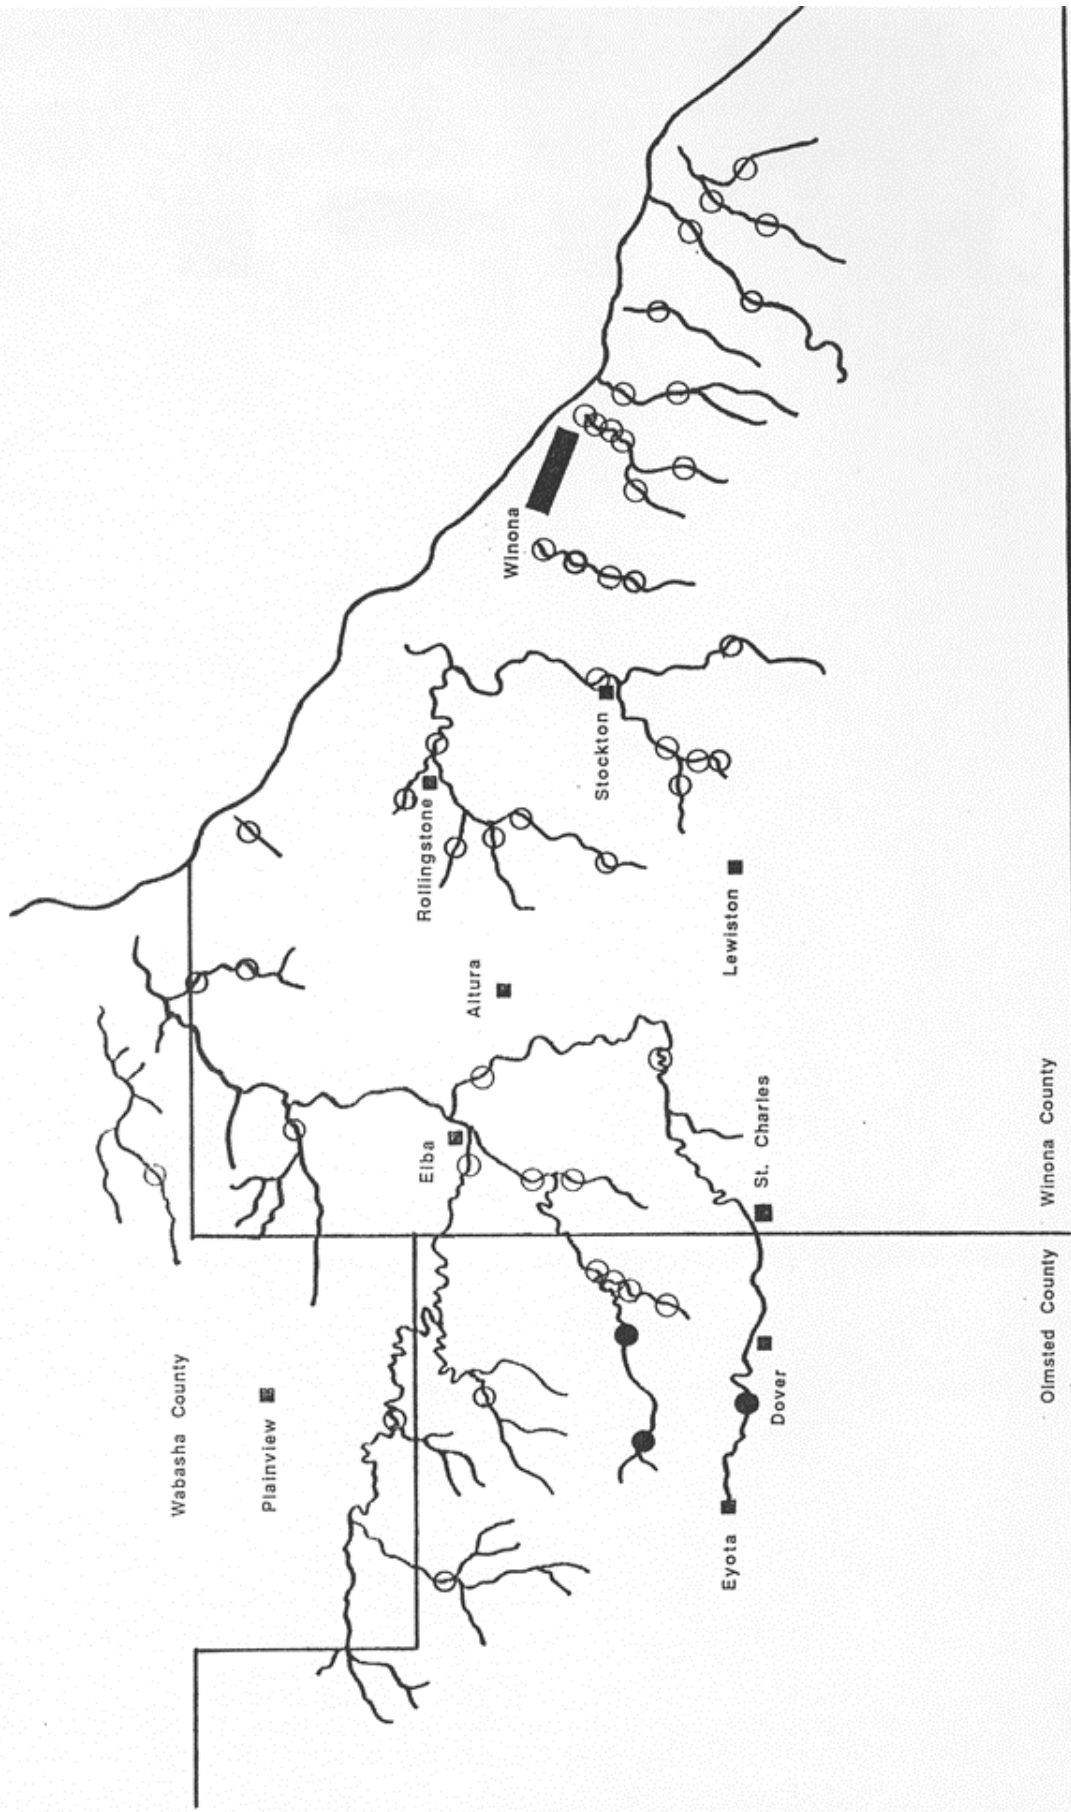 Wabasha County
Plainview
Elba
Altura
Rollingstone
Winona
Stockton
Lewiston
Eyota
Dover
St. Charles
Olmsted County
Winona County